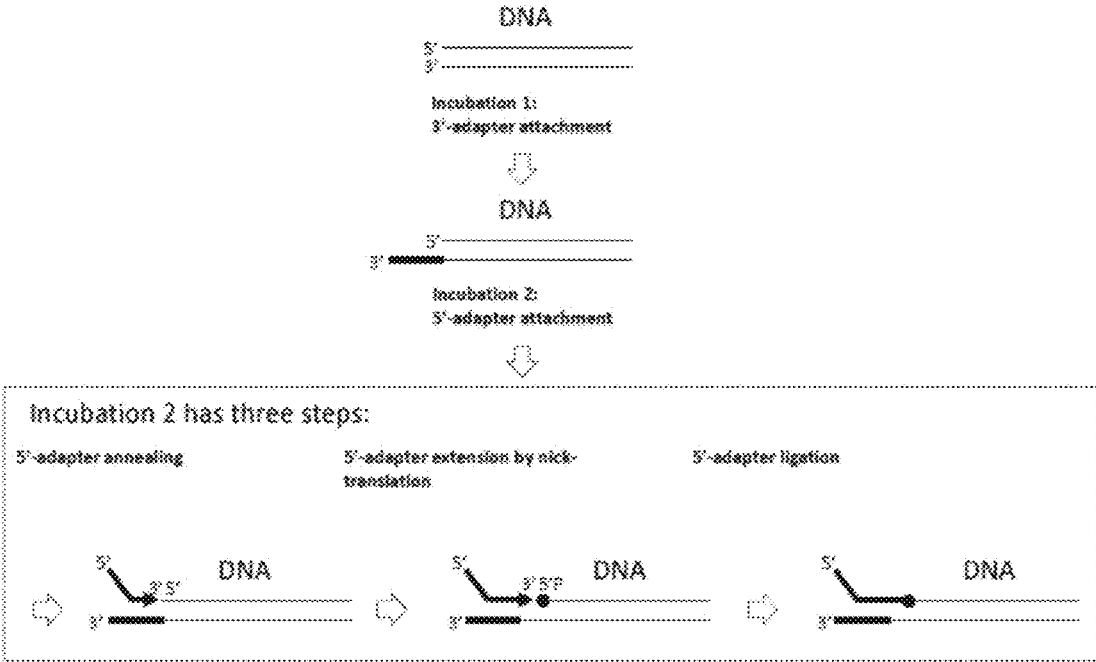 DNA
5'
3'
Incubation 1:
3'-adapter attachment
DNA
5'
3'
Incubation 2:
5'-adapter attachment
Incubation 2 has three steps:
5'-adapter annealing
5'-adapter extension by nick-
translation
5'-adapter ligation
5'
3' 5'
DNA
3'
5'
3' 5'P
DNA
3'
5'
DNA
3'